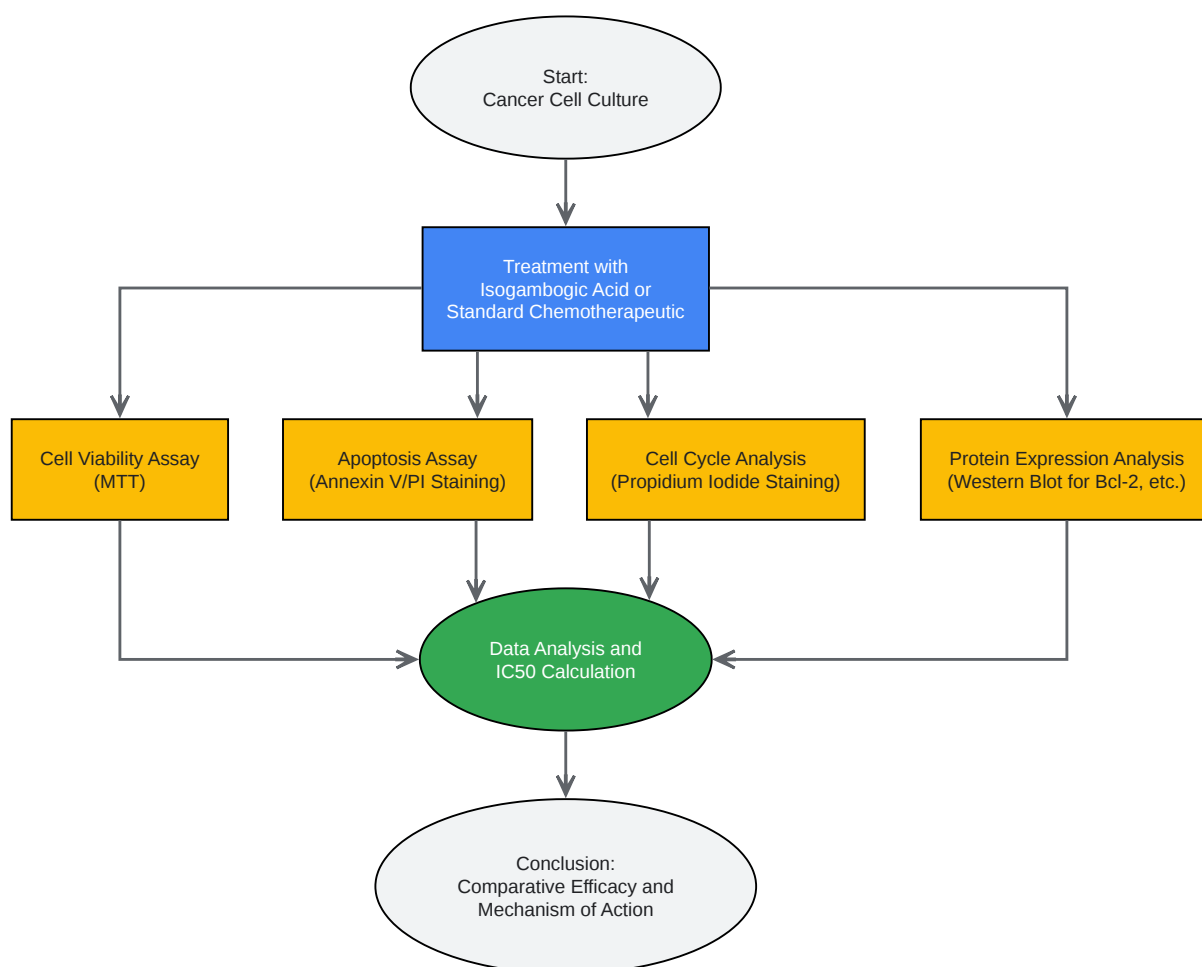 Start:
Cancer Cell Culture
Treatment with
Isogambogic Acid or
Standard Chemotherapeutic
Cell Viability Assay
(MTT)
Apoptosis Assay
(Annexin V/PI Staining)
Cell Cycle Analysis
(Propidium Iodide Staining)
Protein Expression Analysis
(Western Blot for Bcl-2, etc.)
Data Analysis and
IC50 Calculation
Conclusion:
Comparative Efficacy and
Mechanism of Action